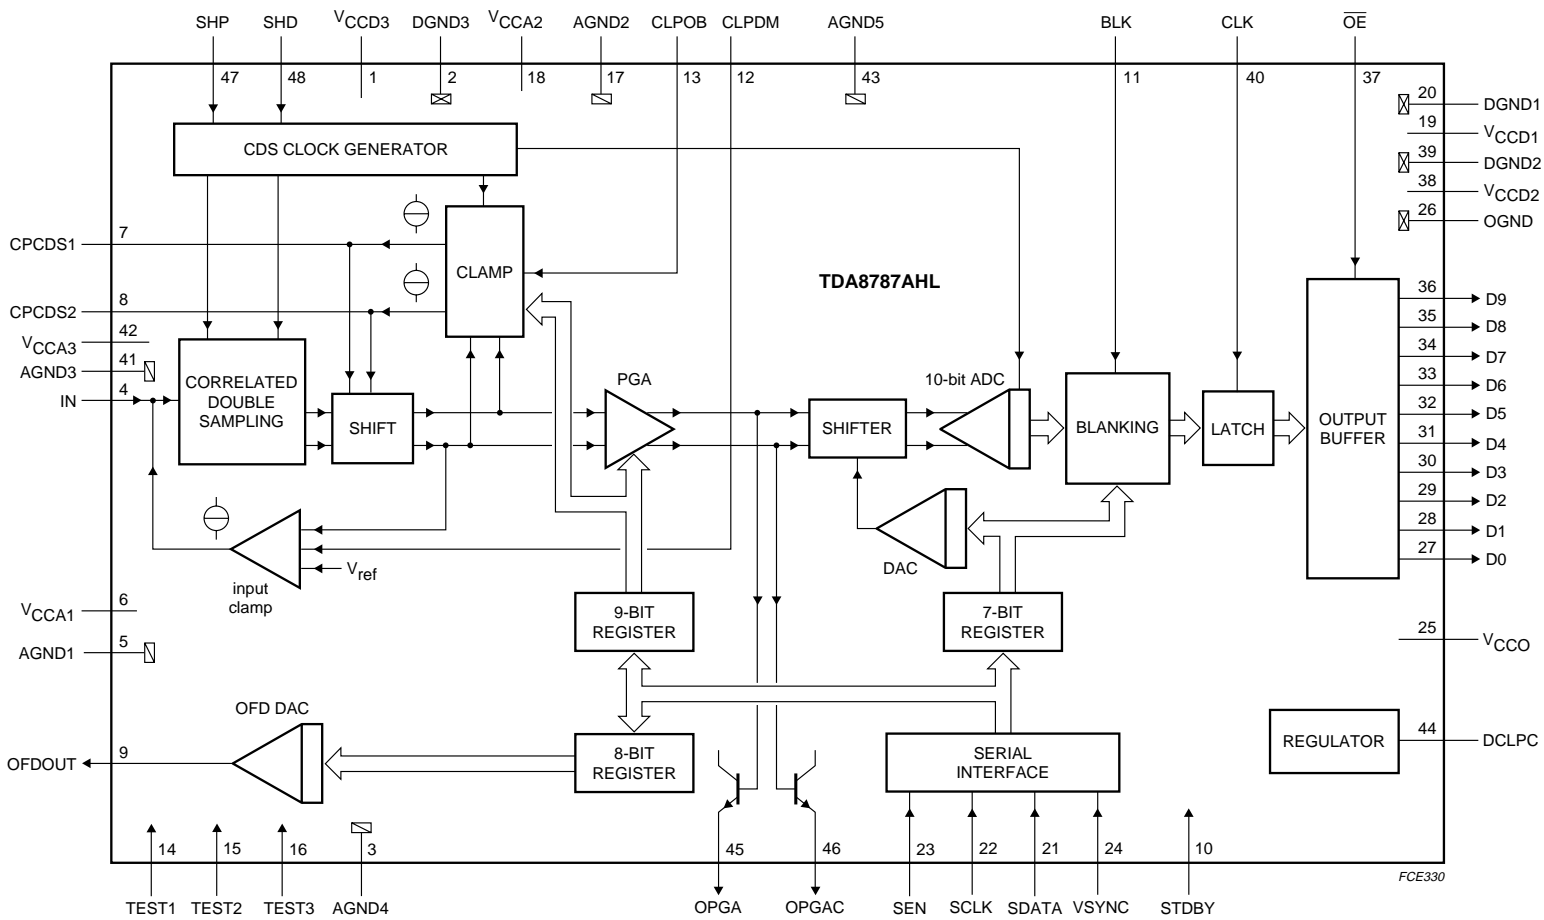 SHP SHD VCCD3 DGND3 VCCA2 AGND2 CLPOB CLPDM AGND5 BLK CLK OE
47 48 1 2 18 17 13 12 43 11 40 37
20 DGND1
19 VCCD1
39 DGND2
38 VCCD2
26 OGND
CDS CLOCK GENERATOR
7
CPCDS1
CLAMP
TDA8787AHL
8
CPCDS2
42
VCCA3
41
AGND3
4
IN
CORRELATED
DOUBLE
SAMPLING
SHIFT
PGA
SHIFTER
10-bit ADC
BLANKING
LATCH
OUTPUT
BUFFER
36 D9
35 D8
34 D7
33 D6
32 D5
31 D4
30 D3
29 D2
28 D1
27 D0
Vref
input
clamp
DAC
6
VCCA1
5
AGND1
9-BIT
REGISTER
7-BIT
REGISTER
25
VCCO
OFD DAC
9
OFDOUT
8-BIT
REGISTER
SERIAL
INTERFACE
REGULATOR
44
DCLPC
14 15 16 3 45 46 23 22 21 24 10
FCE330
TEST1 TEST2 TEST3 AGND4 OPGA OPGAC SEN SCLK SDATA VSYNC STDBY